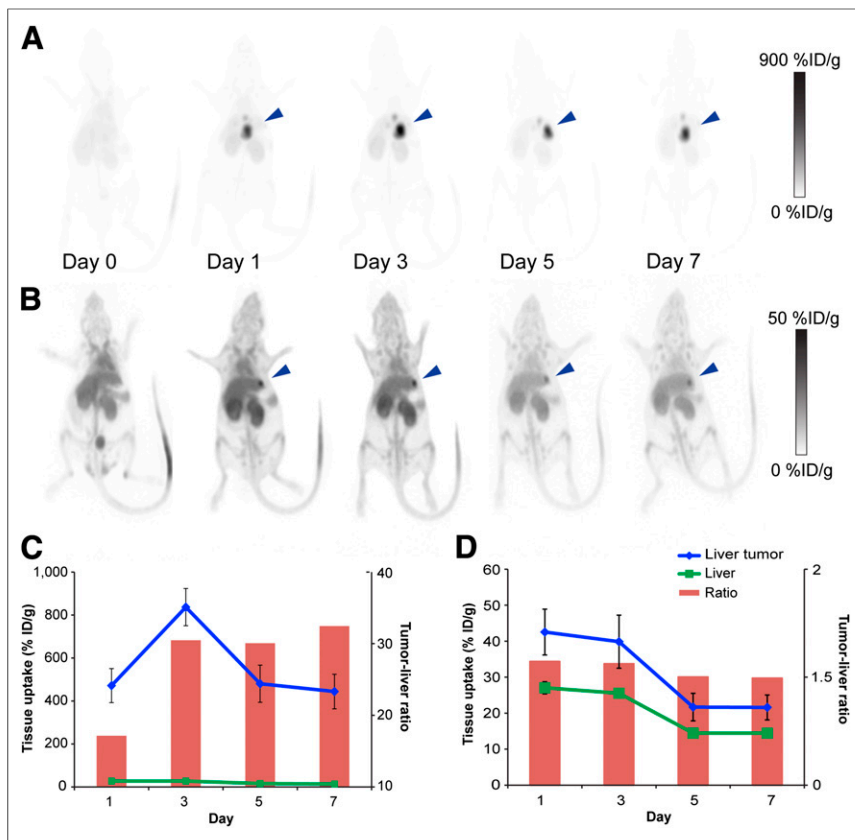 A
900 %ID/g
0 %ID/g
Day 0 Day 1 Day 3 Day 5 Day 7
B
50 %ID/g
0 %ID/g
C
1,000
800
600
400
200
0
Tissue uptake (% ID/g)
40
30
20
10
Tumor-liver ratio
1 3 5 7
Day
D
Liver tumor
Liver
Ratio
60
50
40
30
20
10
0
Tissue uptake (% ID/g)
2
1.5
0
Tumor-liver ratio
1 3 5 7
Day